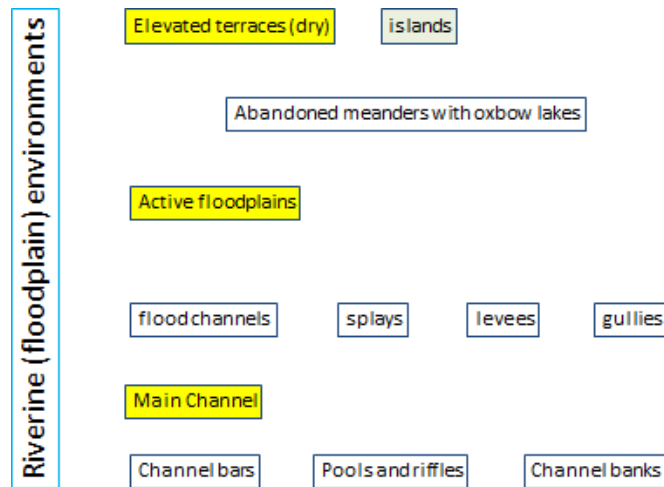 Riverine (floodplain) environments
Elevated terraces (dry)
islands
Abandoned meanders with oxbow lakes
Active floodplains
flood channels
splays
levees
gullies
Main Channel
Channel bars
Pools and riffles
Channel banks